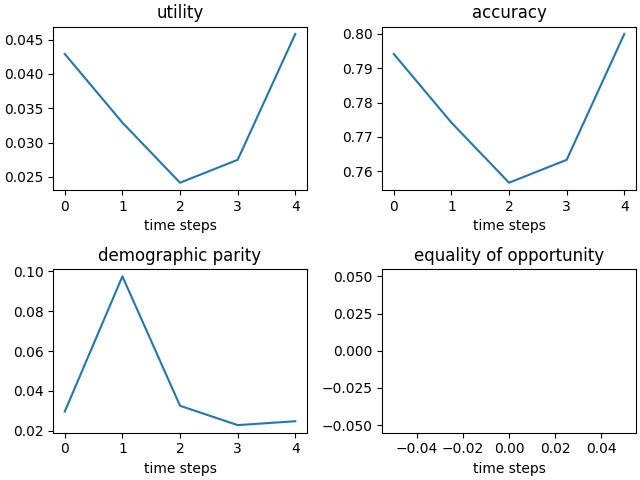 utility
0.045
0.040
0.035
0.030
0.025
0 1 2 3 4
time steps
accuracy
0.80
0.79
0.78
0.77
0.76
0 1 2 3 4
time steps
demographic parity
0.10
0.08
0.06
0.04
0.02
0 1 2 3 4
time steps
equality of opportunity
0.050
0.025
0.000
−0.025
−0.050
−0.04 −0.02 0.00 0.02 0.04
time steps